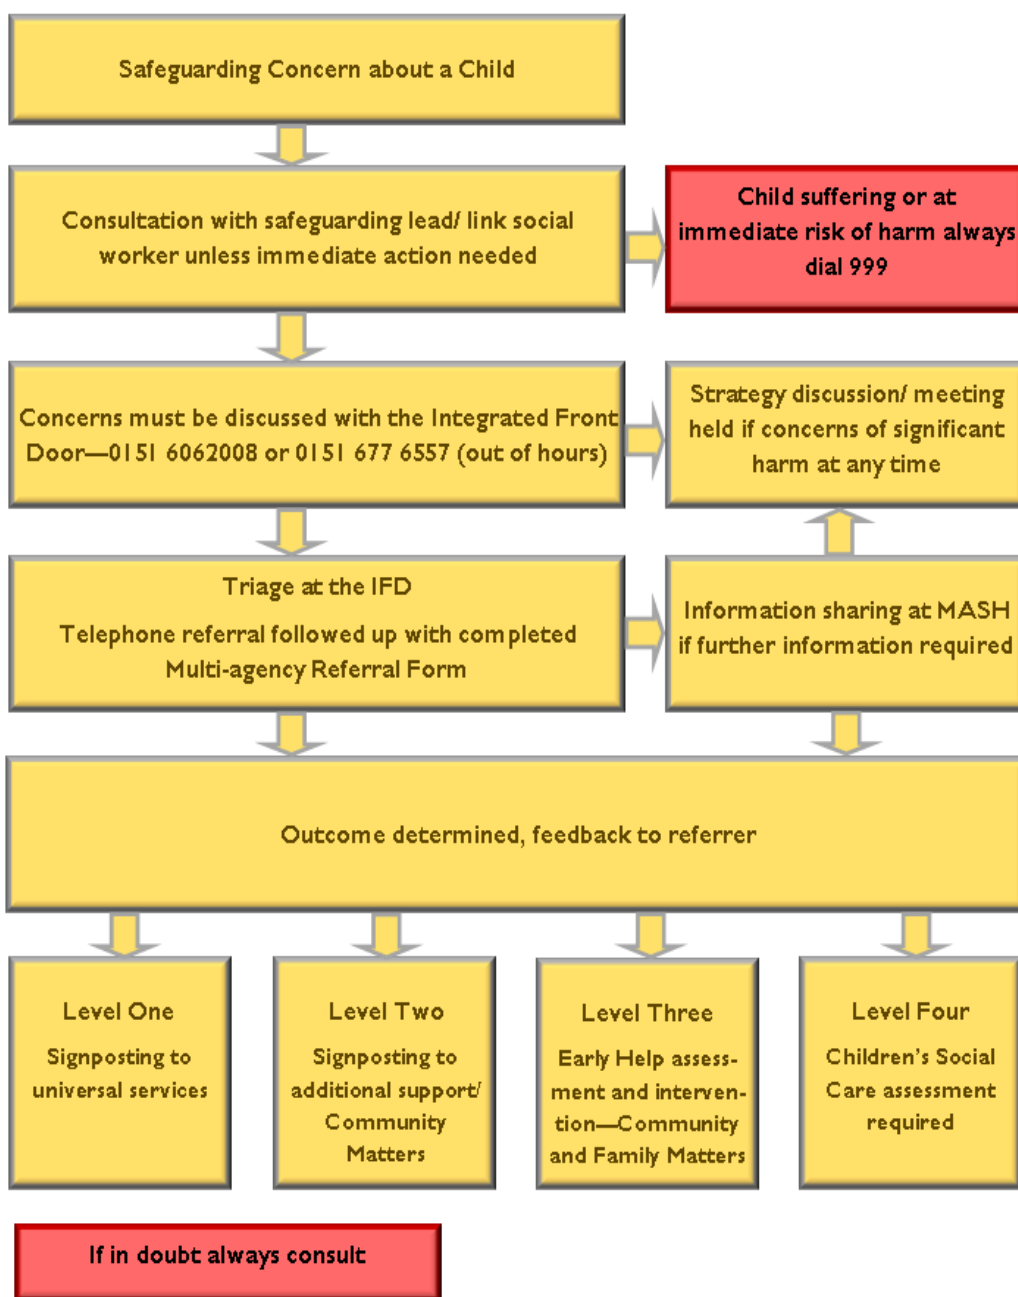 Safeguarding Concern about a Child
Consultation with safeguarding lead/ link social
worker unless immediate action needed
Child suffering or at
immediate risk of harm always
dial 999
Concerns must be discussed with the Integrated Front
Door—0151 6062008 or 0151 677 6557 (out of hours)
Strategy discussion/ meeting
held if concerns of significant
harm at any time
Triage at the IFD
Telephone referral followed up with completed
Multi-agency Referral Form
Information sharing at MASH
if further information required
Outcome determined, feedback to referrer
Level One
Signposting to
universal services
Level Two
Signposting to
additional support/
Community
Matters
Level Three
Early Help assess-
ment and interven-
tion—Community
and Family Matters
Level Four
Children's Social
Care assessment
required
If in doubt always consult